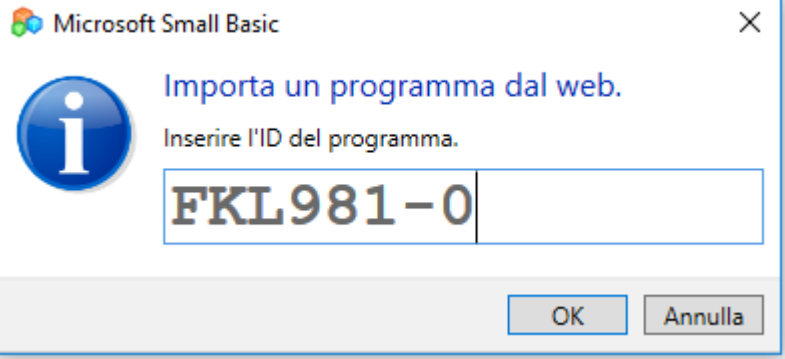 Microsoft Small Basic
Importa un programma dal web.
Inserire l'ID del programma.
FKL981-0
OK
Annulla